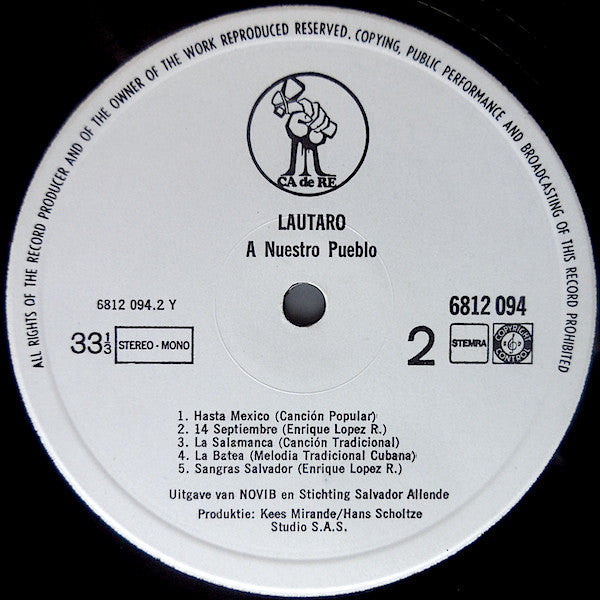 ALL RIGHTS OF THE RECORD PRODUCER AND OF THE OWNER OF THE WORK REPRODUCED RESERVED. COPYING, PUBLIC PERFORMANCE AND BROADCASTING OF THIS RECORD PROHIBITED
CA de RE
LAUTARO
A Nuestro Pueblo
6812 094.2 Y
6812 094
33 1/3
STEREO - MONO
2
STEMRA
COPYRIGHT CONTROL
1. Hasta Mexico (Canción Popular)
2. 14 Septiembre (Enrique Lopez R.)
3. La Salamanca (Canción Tradicional)
4. La Batea (Melodia Tradicional Cubana)
5. Sangras Salvador (Enrique Lopez R.)
Uitgave van NOVIB en Stichting Salvador Allende
Produktie: Kees Mirande/Hans Scholtze
Studio S.A.S.